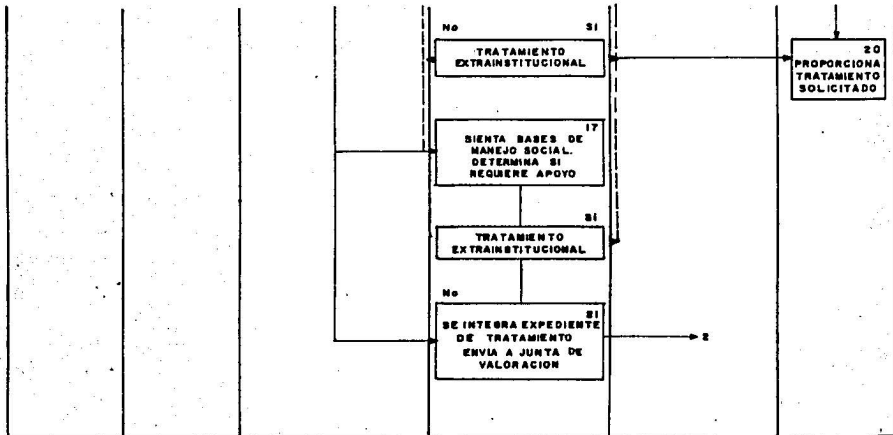 No SI
TRATAMIENTO
EXTRAINSTITUCIONAL
20
PROPORCIONA
TRATAMIENTO
SOLICITADO
17
SIENTA BASES DE
MANEJO SOCIAL.
DETERMINA SI
REQUIERE APOYO
SI
TRATAMIENTO
EXTRAINSTITUCIONAL
No
SI
SE INTEGRA EXPEDIENTE
DE TRATAMIENTO
ENVIA A JUNTA DE
VALORACION
2